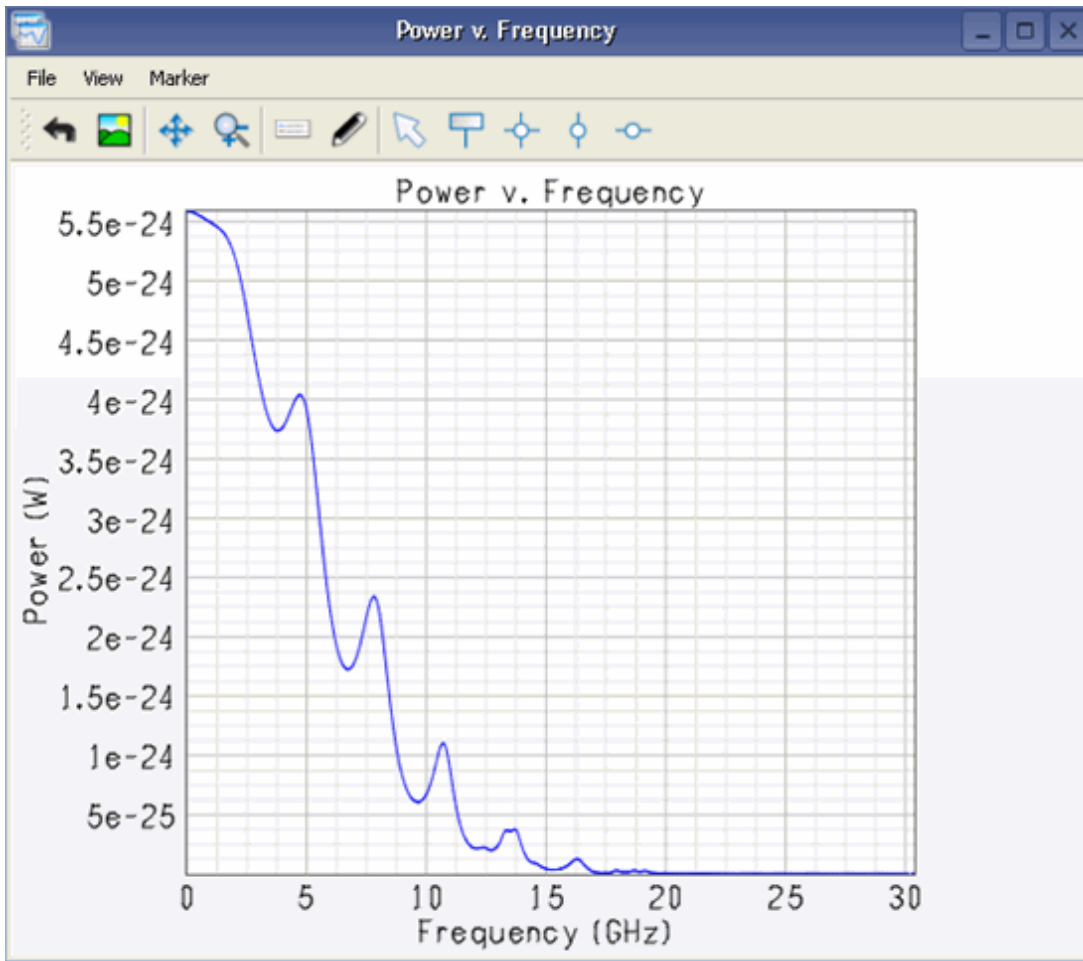 Power v. Frequency
File View Marker
Power v. Frequency
5.5e-24
5e-24
4.5e-24
4e-24
3.5e-24
3e-24
2.5e-24
2e-24
1.5e-24
1e-24
5e-25
Power (W)
0 5 10 15 20 25 30
Frequency (GHz)